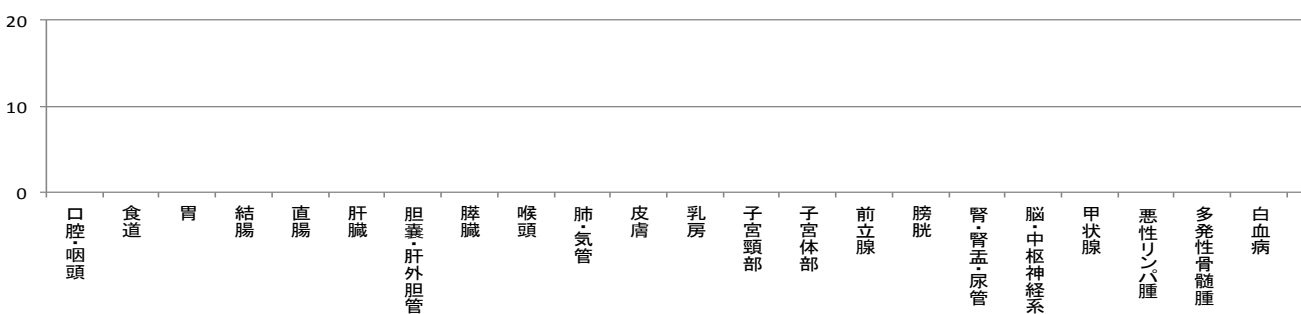 20
10
0
口腔・咽頭
食道
胃
結腸
直腸
肝臓
胆嚢・肝外胆管
膵臓
喉頭
肺・気管
皮膚
乳房
子宮頸部
子宮体部
前立腺
膀胱
腎・腎盂・尿管
脳・中枢神経系
甲状腺
悪性リンパ腫
多発性骨髄腫
白血病